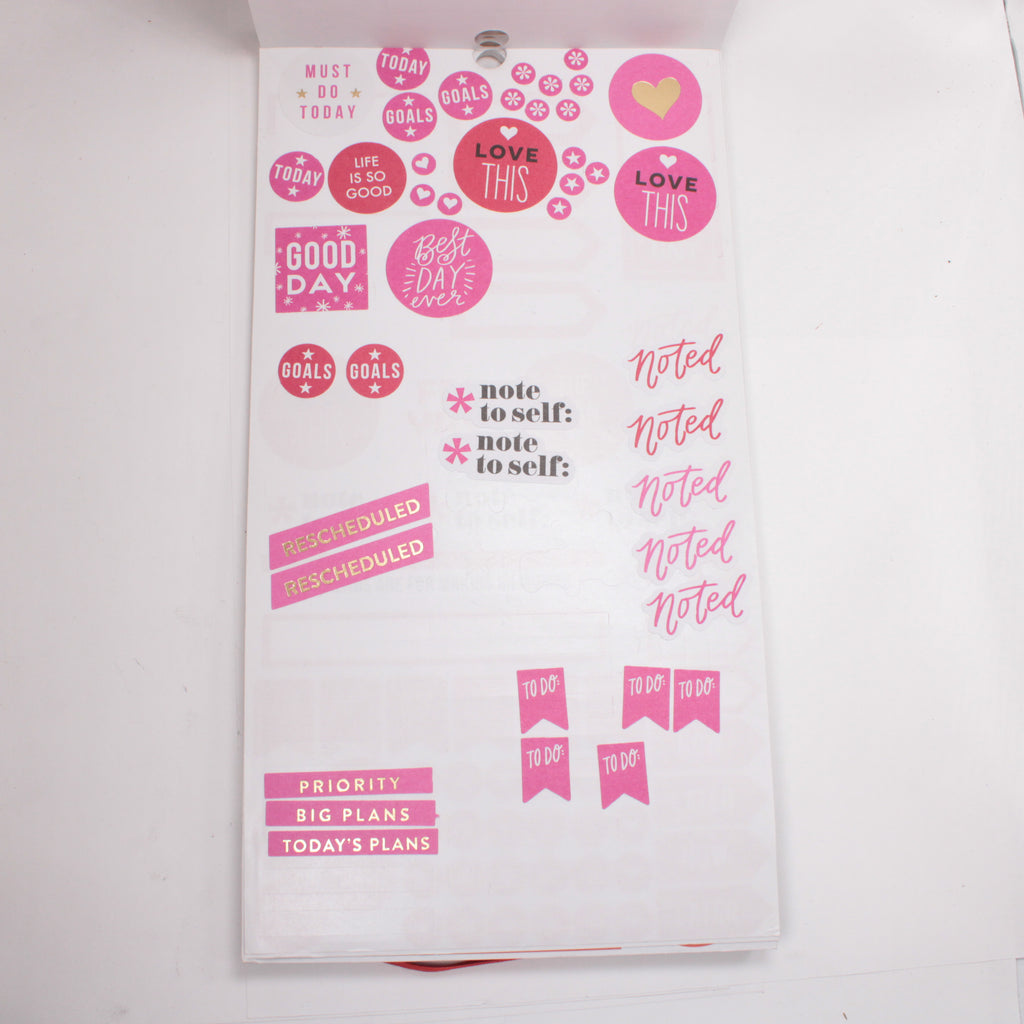 MUST
DO
TODAY
TODAY
GOALS
GOALS
TODAY
LIFE
IS SO
GOOD
LOVE
THIS
LOVE
THIS
GOOD
DAY
Best
DAY
ever
GOALS
GOALS
note
to self:
note
to self:
noted
noted
noted
noted
noted
RESCHEDULED
RESCHEDULED
TO DO:
TO DO:
TO DO:
TO DO:
TO DO:
PRIORITY
BIG PLANS
TODAY'S PLANS